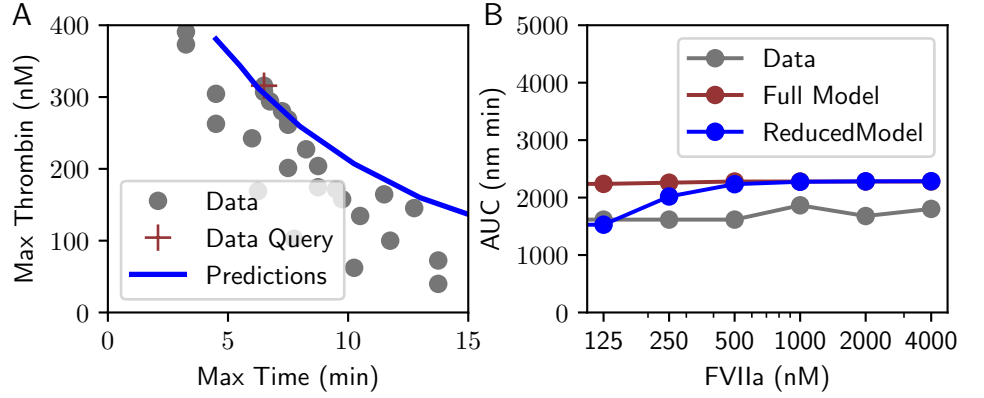 A
Max Thrombin (nM)
400
300
200
100
0
0
5
10
15
Max Time (min)
Data
Data Query
Predictions
B
AUC (nm min)
5000
4000
3000
2000
1000
0
125
250
500
1000
2000
4000
FVIIa (nM)
Data
Full Model
ReducedModel